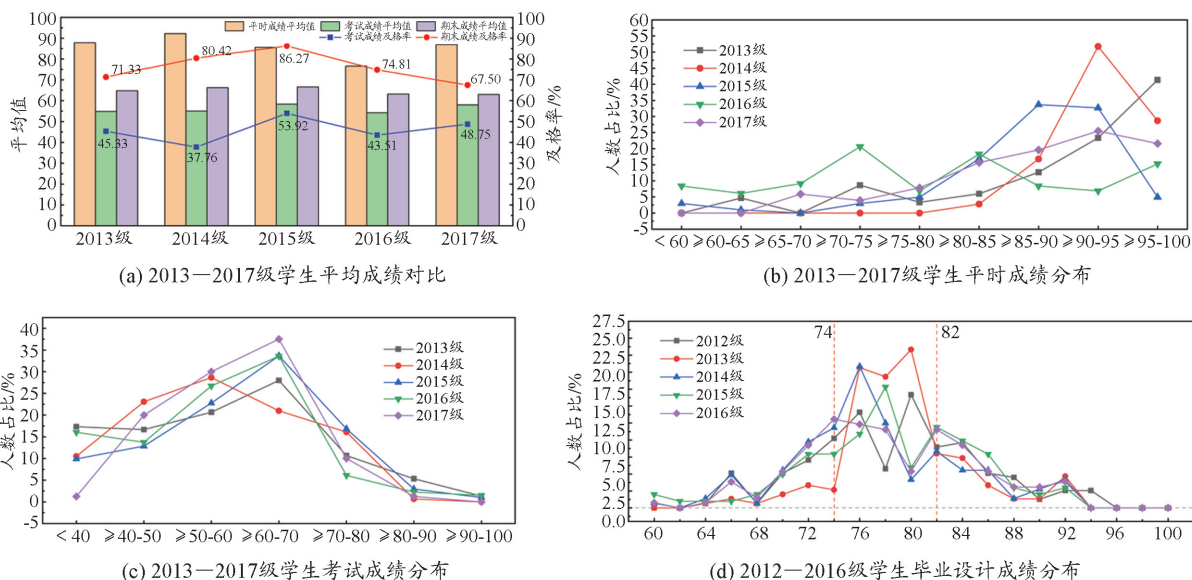 平时成绩平均值 考试成绩平均值 期末成绩平均值
考试成绩及格率 期末成绩及格率
平均值
及格率/%
100 90 80 70 60 50 40 30 20 10 0
100 90 80 70 60 50 40 30 20 10 0
71.33 80.42 86.27 74.81 67.50
45.33 37.76 53.92 43.51 48.75
2013级 2014级 2015级 2016级 2017级
(a) 2013—2017级学生平均成绩对比
人数占比/%
60 55 50 45 40 35 30 25 20 15 10 5 0 -5
2013级
2014级
2015级
2016级
2017级
<60 ⩾60-65 ⩾65-70 ⩾70-75 ⩾75-80 ⩾80-85 ⩾85-90 ⩾90-95 ⩾95-100
(b) 2013—2017级学生平时成绩分布
人数占比/%
40 35 30 25 20 15 10 5 0 -5
2013级
2014级
2015级
2016级
2017级
<40 ⩾40-50 ⩾50-60 ⩾60-70 ⩾70-80 ⩾80-90 ⩾90-100
(c) 2013—2017级学生考试成绩分布
人数占比/%
27.5 25.0 22.5 20.0 17.5 15.0 12.5 10.0 7.5 5.0 2.5 0.0
74 82
2012级
2013级
2014级
2015级
2016级
60 64 68 72 76 80 84 88 92 96 100
(d) 2012—2016级学生毕业设计成绩分布